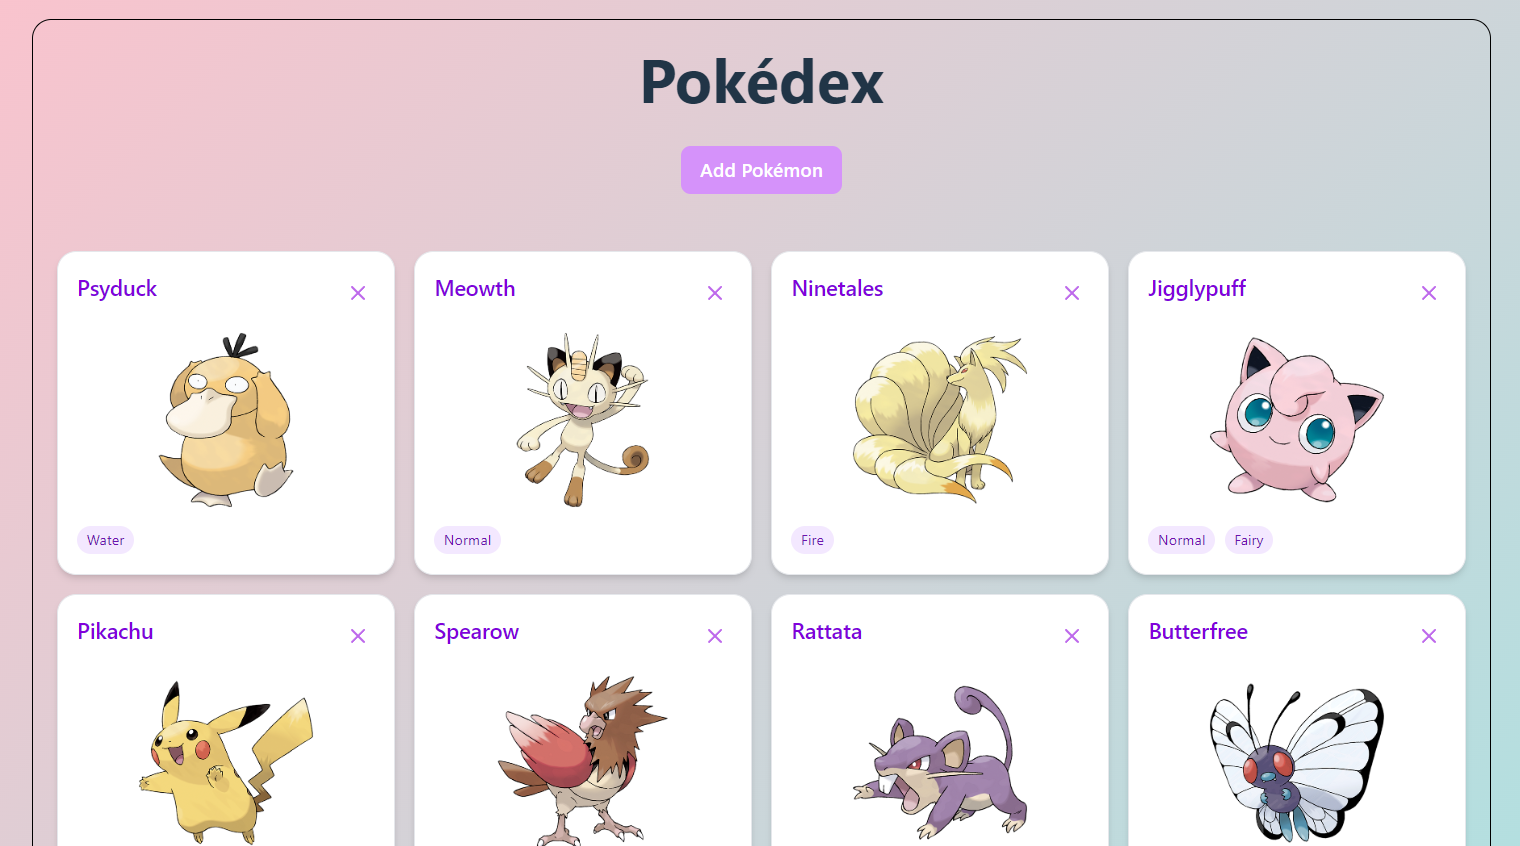 Pokédex
Add Pokémon
Psyduck
Meowth
Ninetales
Jigglypuff
Water
Normal
Fire
Normal Fairy
Pikachu
Spearow
Rattata
Butterfree